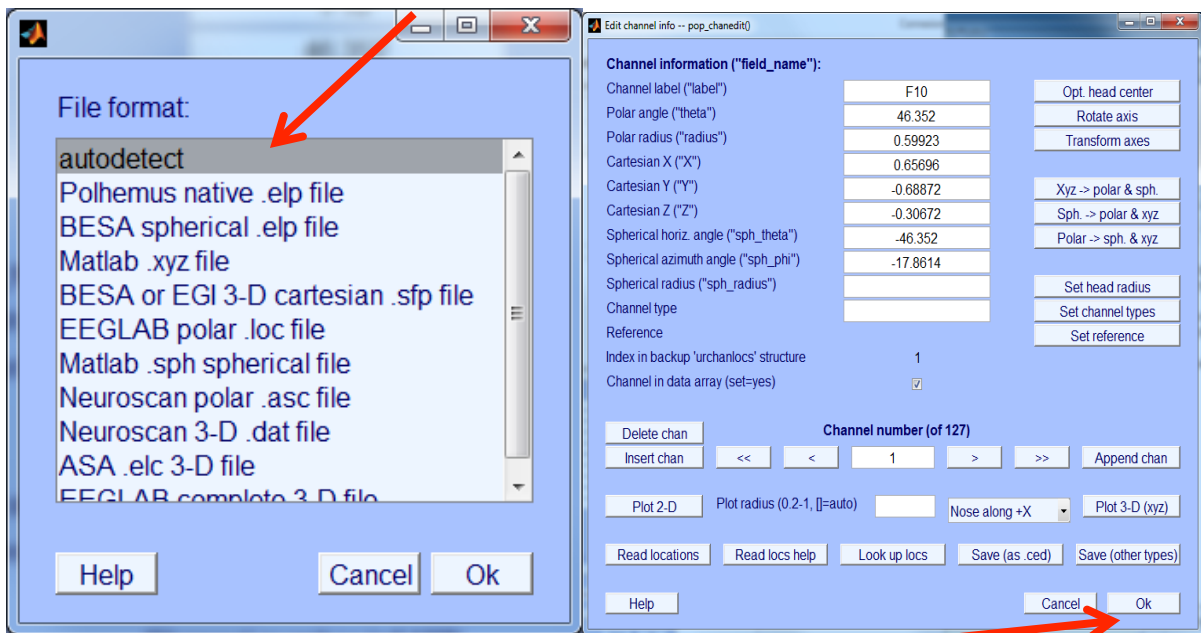 File format:
autodetect
Polhemus native .elp file
BESA spherical .elp file
Matlab .xyz file
BESA or EGI 3-D cartesian .sfp file
EEGLAB polar .loc file
Matlab .sph spherical file
Neuroscan polar .asc file
Neuroscan 3-D .dat file
ASA .elc 3-D file
EEGLAB complete 3-D file
Help Cancel Ok
Edit channel info -- pop_chanedit()
Channel information ("field_name"):
Channel label ("label") F10 Opt. head center
Polar angle ("theta") 46.352 Rotate axis
Polar radius ("radius") 0.59923 Transform axes
Cartesian X ("X") 0.65696
Cartesian Y ("Y") -0.68872 Xyz -> polar & sph.
Cartesian Z ("Z") -0.30672 Sph. -> polar & xyz
Spherical horiz. angle ("sph_theta") -46.352 Polar -> sph. & xyz
Spherical azimuth angle ("sph_phi") -17.8614
Spherical radius ("sph_radius") Set head radius
Channel type Set channel types
Reference Set reference
Index in backup 'urchanlocs' structure 1
Channel in data array (set=yes)
Delete chan Channel number (of 127)
Insert chan << < 1 > >> Append chan
Plot 2-D Plot radius (0.2-1, []=auto) Nose along +X Plot 3-D (xyz)
Read locations Read locs help Look up locs Save (as .ced) Save (other types)
Help Cancel Ok